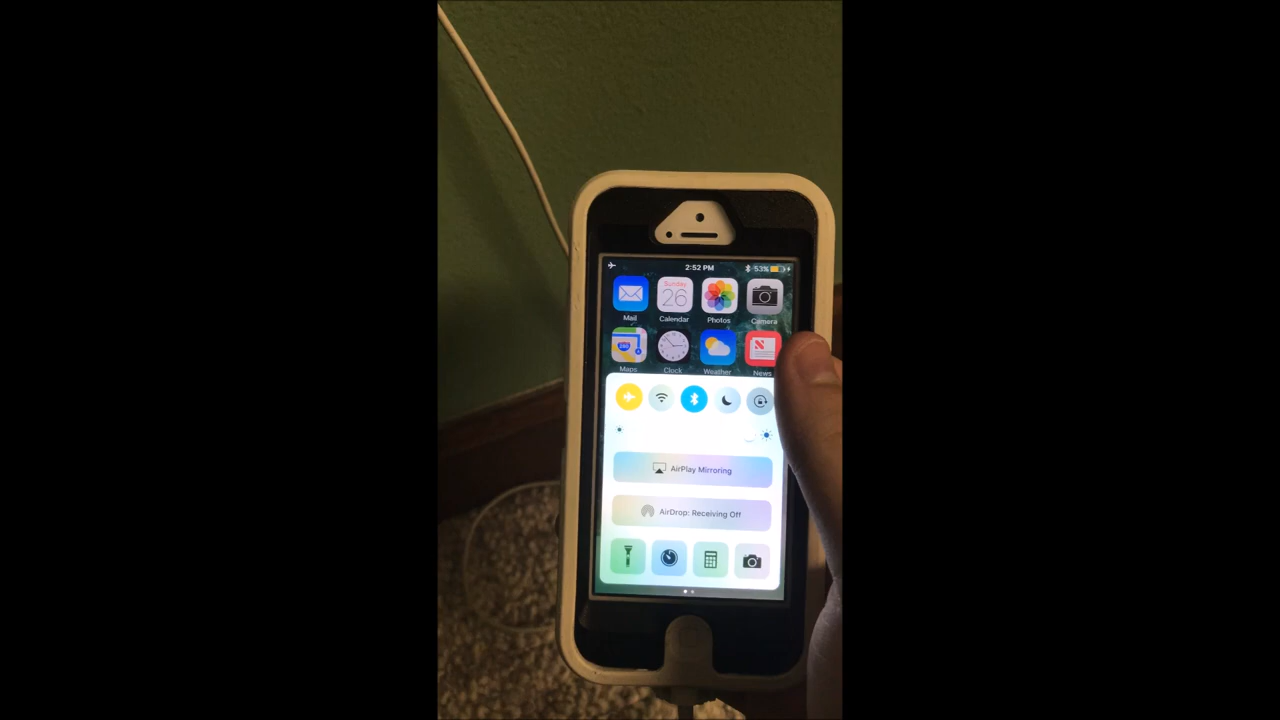 2:52 PM 53%
Sunday
26
Mail Calendar Photos Camera
280
Maps Clock Weather News
AirPlay Mirroring
AirDrop: Receiving Off